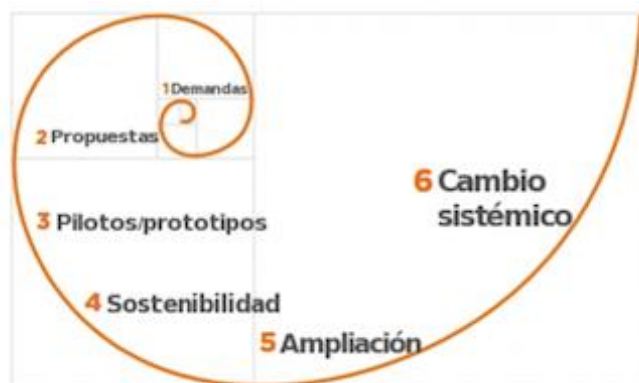 1 Demandas
2 Propuestas
3 Pilotos/prototipos
4 Sostenibilidad
5 Ampliación
6 Cambio
sistémico